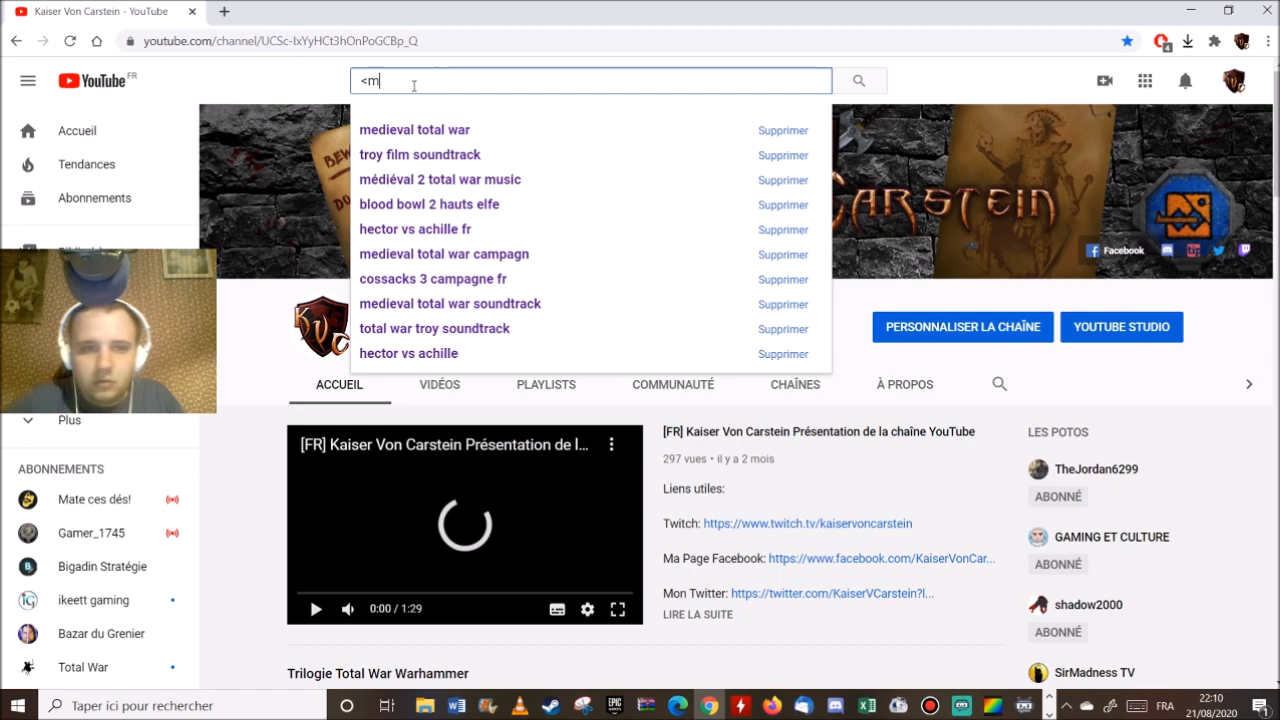 Kaiser Von Carstein - YouTube
youtube.com/channel/UCSc-IxYyHCt3hOnPoGCBp_Q
4
YouTube FR
<m
medieval total war Supprimer
troy film soundtrack Supprimer
médiéval 2 total war music Supprimer
blood bowl 2 hauts elfe Supprimer
hector vs achille fr Supprimer
medieval total war campagn Supprimer
cossacks 3 campagne fr Supprimer
medieval total war soundtrack Supprimer
total war troy soundtrack Supprimer
hector vs achille Supprimer
Accueil
Tendances
Abonnements
CARSTEIN
Facebook
KVC
PERSONNALISER LA CHAÎNE
YOUTUBE STUDIO
ACCUEIL VIDÉOS PLAYLISTS COMMUNAUTÉ CHAÎNES À PROPOS
Plus
ABONNEMENTS
Mate ces dés!
Gamer_1745
Bigadin Stratégie
ikeett gaming
Bazar du Grenier
Total War
[FR] Kaiser Von Carstein Présentation de l...
0:00 / 1:29
[FR] Kaiser Von Carstein Présentation de la chaîne YouTube
297 vues • il y a 2 mois
Liens utiles:
Twitch: https://www.twitch.tv/kaiservoncarstein
Ma Page Facebook: https://www.facebook.com/KaiserVonCar...
Mon Twitter: https://twitter.com/KaiserVCarstein?l...
LIRE LA SUITE
Trilogie Total War Warhammer
LES POTOS
TheJordan6299
ABONNÉ
GAMING ET CULTURE
ABONNÉ
shadow2000
ABONNÉ
SirMadness TV
Taper ici pour rechercher
EPIC GAMES
FRA
22:10
21/08/2020
1